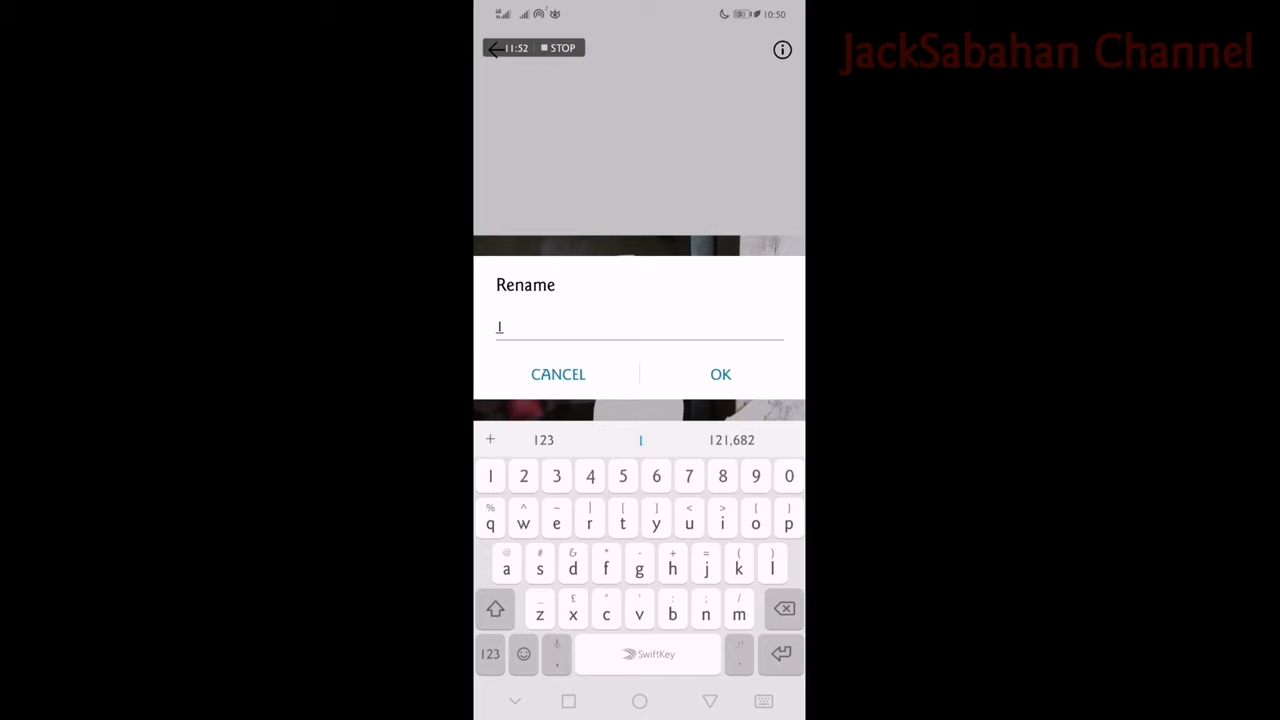 10:50
JackSabahan Channel
11:52 STOP
Rename
1
CANCEL OK
+ 123 1 121,682
1 2 3 4 5 6 7 8 9 0
% ^ ~ | [ ] < > { }
q w e r t y u i o p
@ # & * - + = ( )
a s d f g h j k l
_ £ " ' : ; /
z x c v b n m
123 , SwiftKey .